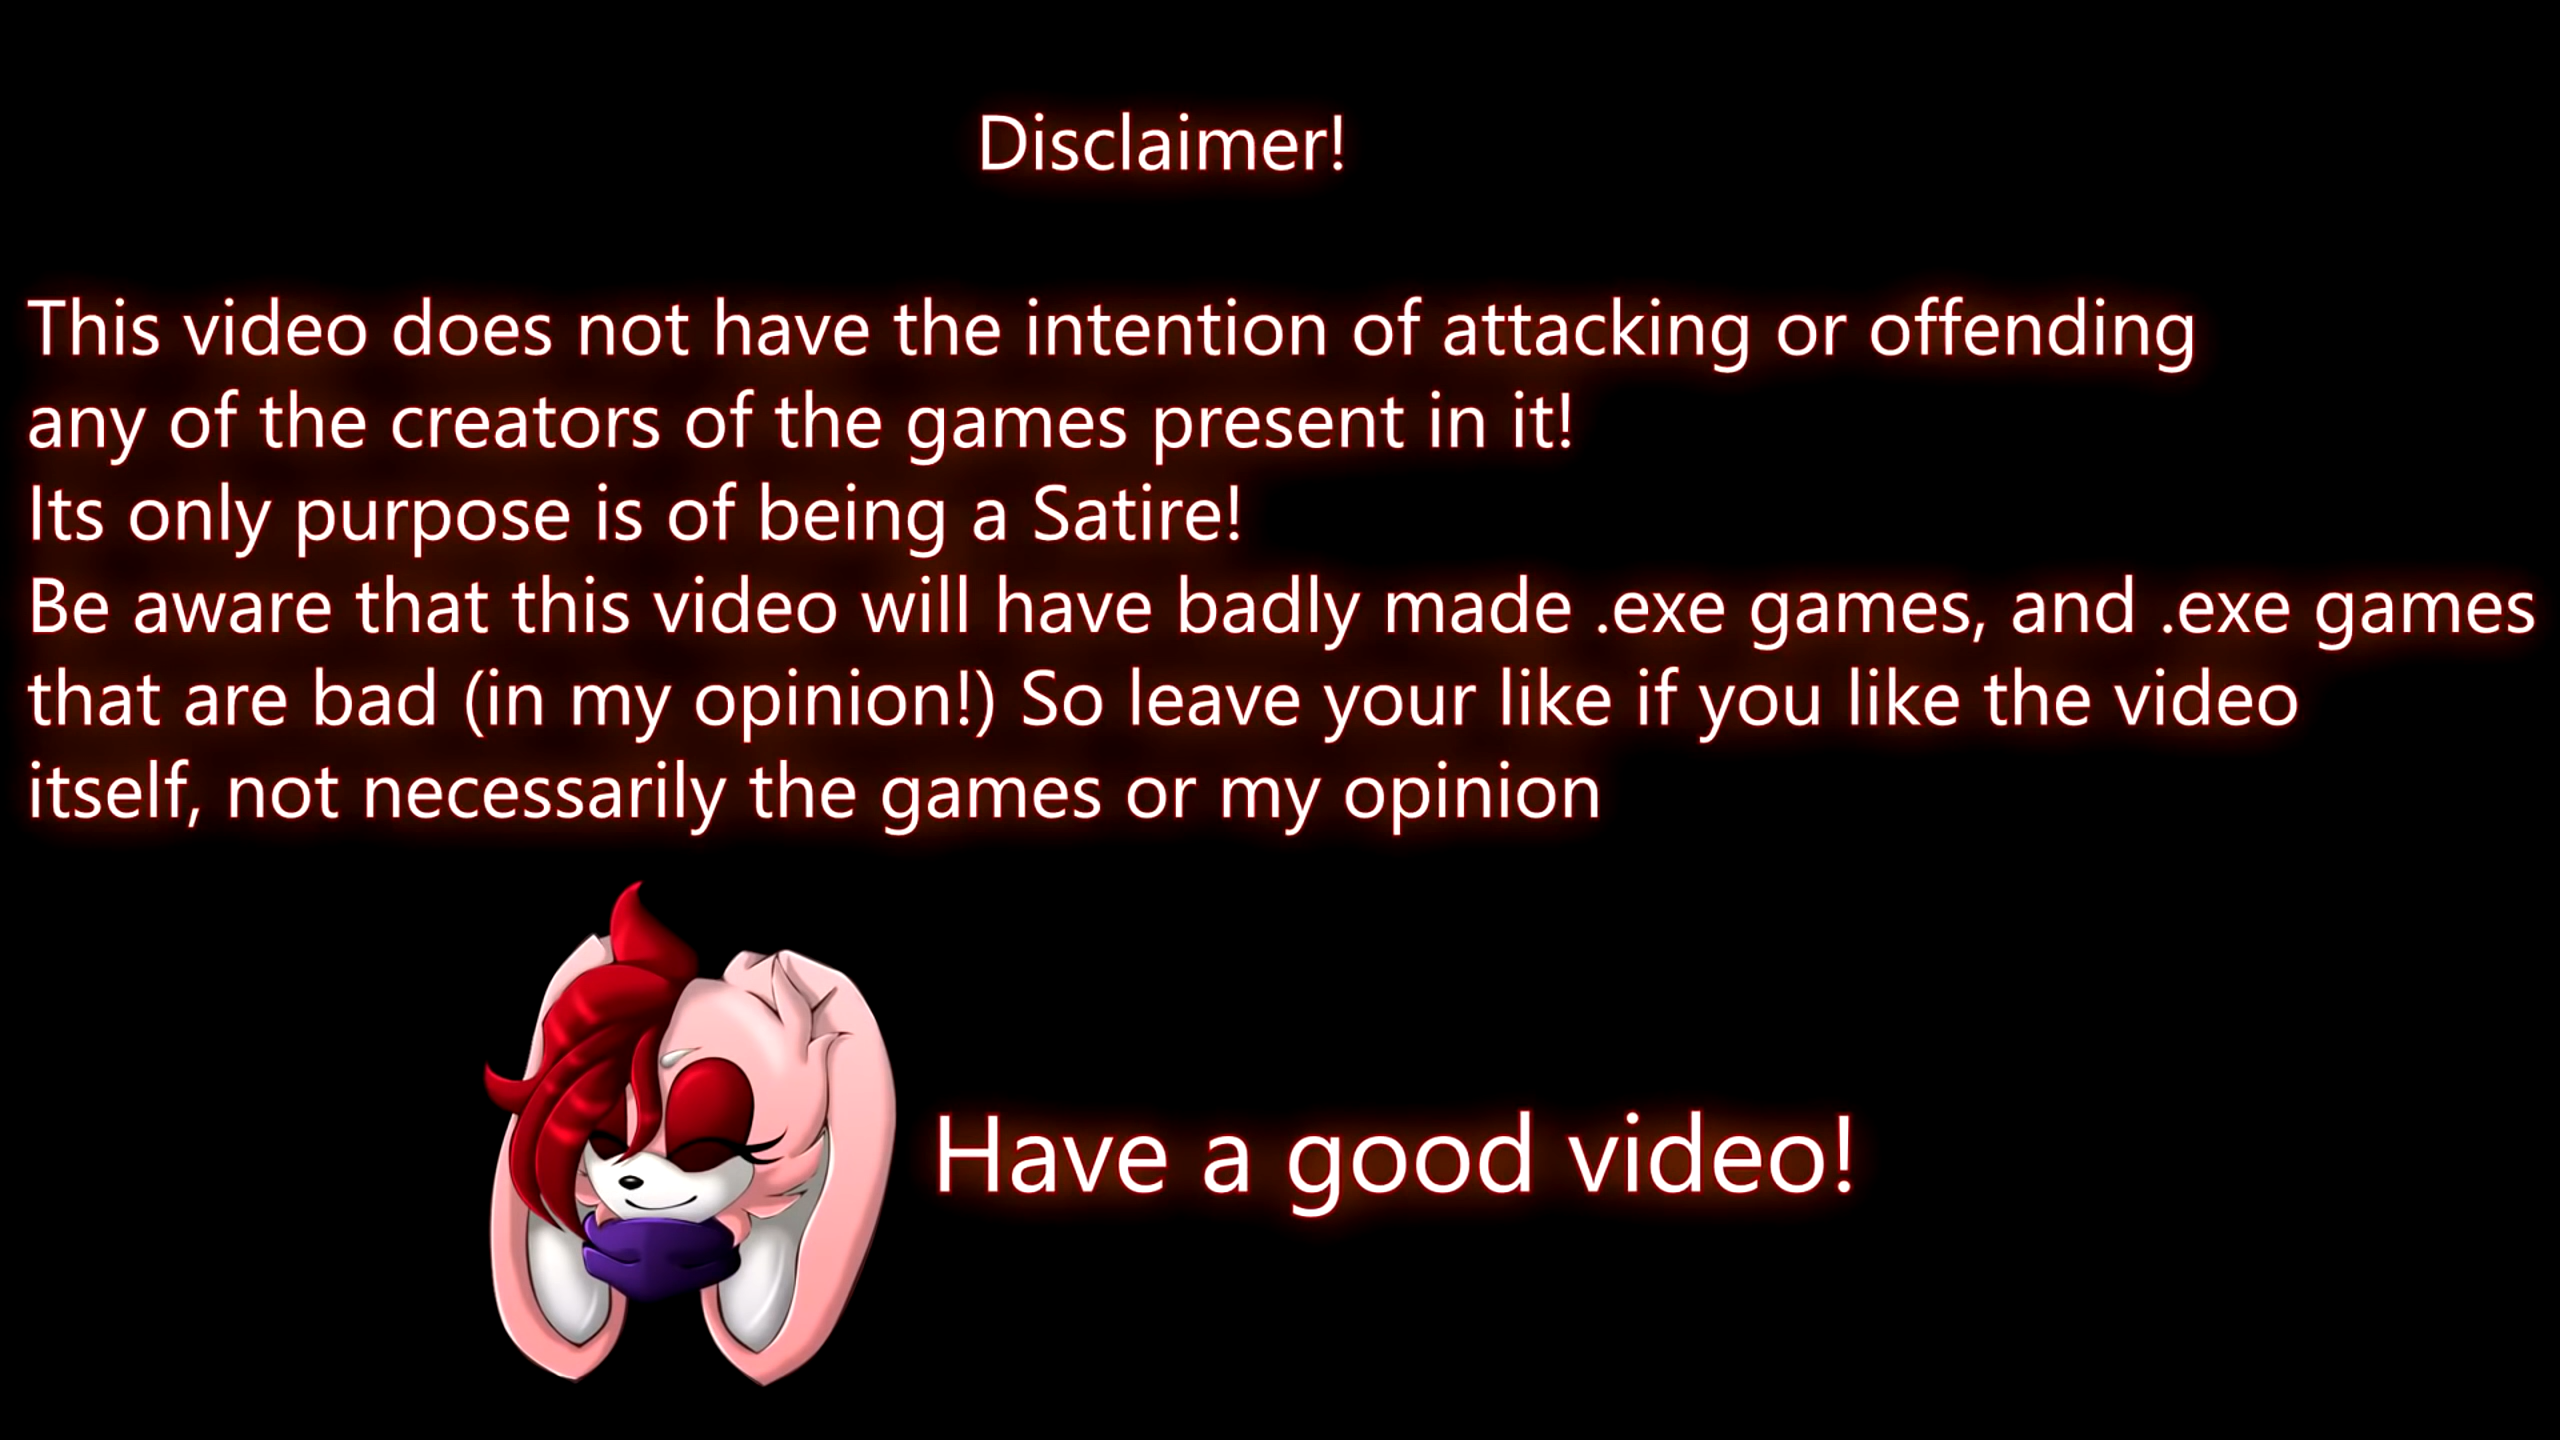 Disclaimer!
This video does not have the intention of attacking or offending
any of the creators of the games present in it!
Its only purpose is of being a Satire!
Be aware that this video will have badly made .exe games, and .exe games
that are bad (in my opinion!) So leave your like if you like the video
itself, not necessarily the games or my opinion
Have a good video!